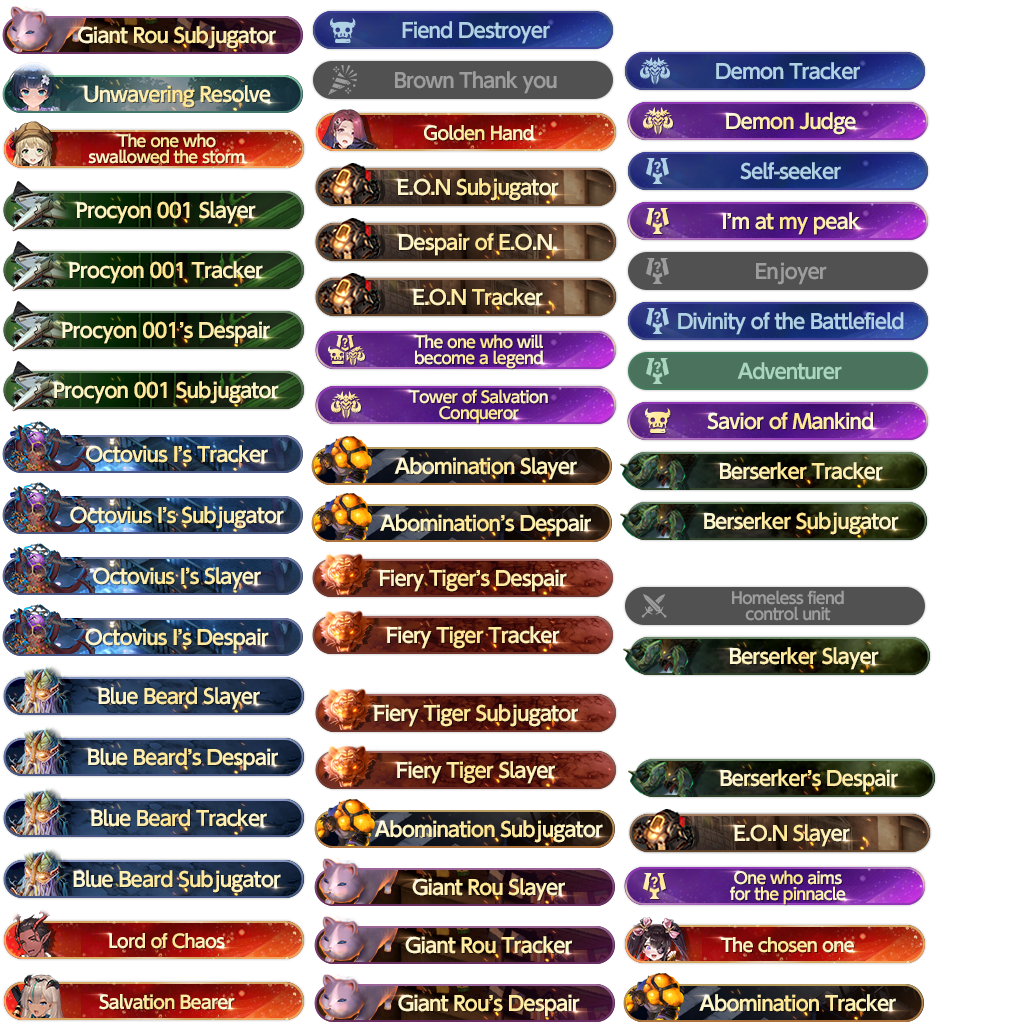 Giant Rou Subjugator
Unwavering Resolve
The one who
swallowed the storm
Procyon 001 Slayer
Procyon 001 Tracker
Procyon 001's Despair
Procyon 001 Subjugator
Octovius I's Tracker
Octovius I's Subjugator
Octovius I's Slayer
Octovius I's Despair
Blue Beard Slayer
Blue Beard's Despair
Blue Beard Tracker
Blue Beard Subjugator
Lord of Chaos
Salvation Bearer
Fiend Destroyer
Brown Thank you
Golden Hand
E.O.N Subjugator
Despair of E.O.N.
E.O.N Tracker
The one who will
become a legend
Tower of Salvation
Conqueror
Abomination Slayer
Abomination's Despair
Fiery Tiger's Despair
Fiery Tiger Tracker
Fiery Tiger Subjugator
Fiery Tiger Slayer
Abomination Subjugator
Giant Rou Slayer
Giant Rou Tracker
Giant Rou's Despair
Demon Tracker
Demon Judge
Self-seeker
I'm at my peak
Enjoyer
Divinity of the Battlefield
Adventurer
Savior of Mankind
Berserker Tracker
Berserker Subjugator
Homeless fiend
control unit
Berserker Slayer
Berserker's Despair
E.O.N Slayer
One who aims
for the pinnacle
The chosen one
Abomination Tracker